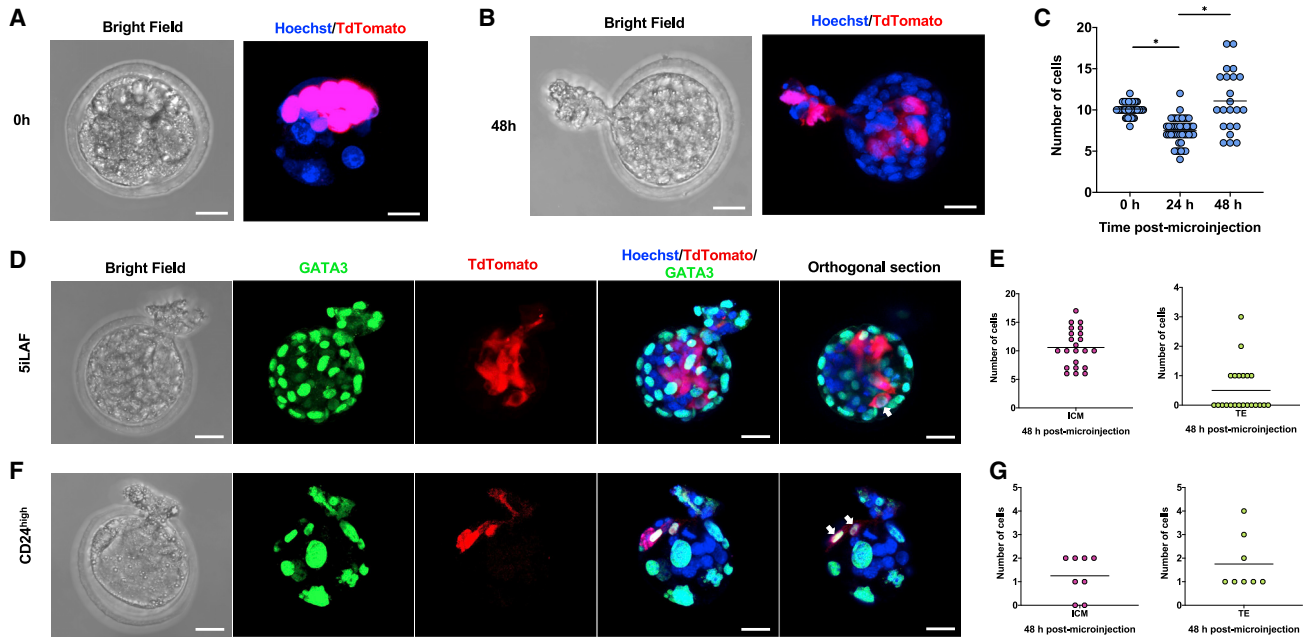 A
Bright Field
Hoechst/TdTomato
0h
B
Bright Field
Hoechst/TdTomato
48h
C
Number of cells
20
15
10
5
0
*
*
0 h
24 h
48 h
Time post-microinjection
D
Bright Field
GATA3
TdTomato
Hoechst/TdTomato/
GATA3
Orthogonal section
5iLAF
E
Number of cells
20
15
10
5
0
ICM
48 h post-microinjection
Number of cells
4
3
2
1
0
TE
48 h post-microinjection
F
CD24high
G
Number of cells
5
4
3
2
1
0
ICM
48 h post-microinjection
Number of cells
5
4
3
2
1
0
TE
48 h post-microinjection